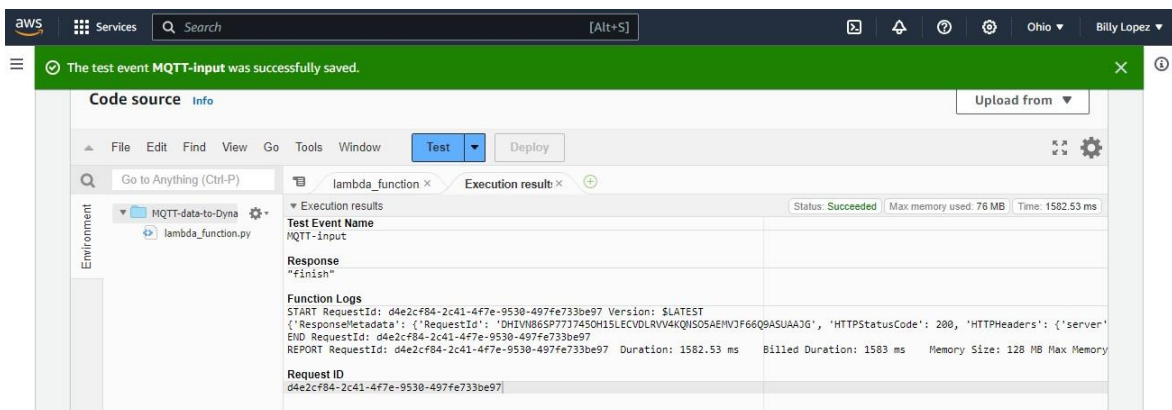 aws Services Search [Alt+S] Ohio Billy Lopez
The test event MQTT-input was successfully saved.
Code source Info Upload from
File Edit Find View Go Tools Window Test Deploy
Go to Anything (Ctrl-P) lambda_function Execution results
Environment
MQTT-data-to-Dyna
lambda_function.py
Execution results Status: Succeeded Max memory used: 76 MB Time: 1582.53 ms
Test Event Name
MQTT-input
Response
"finish"
Function Logs
START RequestId: d4e2cf84-2c41-4f7e-9530-497fe733be97 Version: $LATEST
{'ResponseMetadata': {'RequestId': 'DHIVN86SP77J745OH15LECVDLRVV4KQNSO5AEMVJF66Q9ASUAAJG', 'HTTPStatusCode': 200, 'HTTPHeaders': {'server'
END RequestId: d4e2cf84-2c41-4f7e-9530-497fe733be97
REPORT RequestId: d4e2cf84-2c41-4f7e-9530-497fe733be97 Duration: 1582.53 ms Billed Duration: 1583 ms Memory Size: 128 MB Max Memory
Request ID
d4e2cf84-2c41-4f7e-9530-497fe733be97